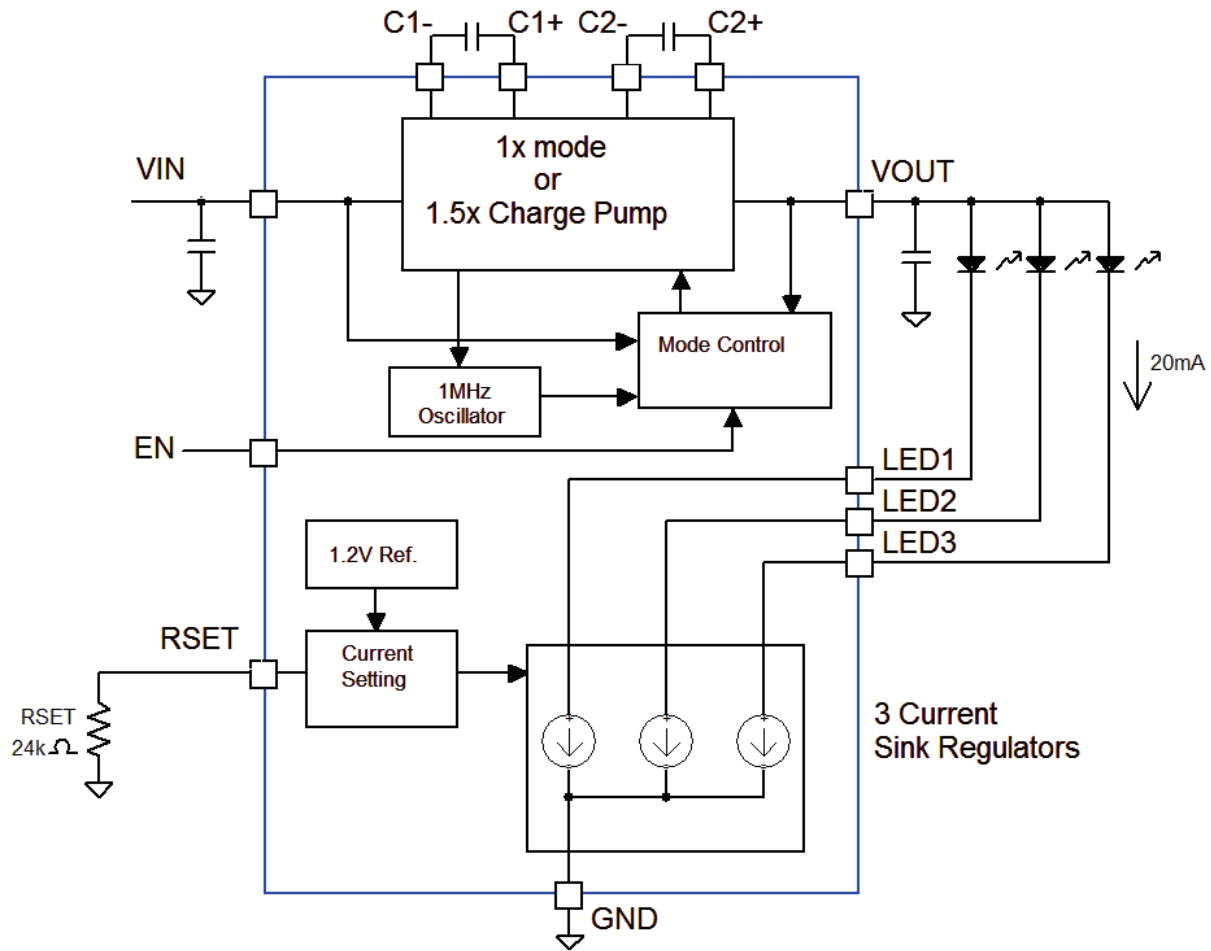 C1-
C1+
C2-
C2+
1x mode
or
1.5x Charge Pump
VIN
VOUT
Mode Control
20mA
1MHz
Oscillator
EN
LED1
LED2
LED3
1.2V Ref.
RSET
Current
Setting
RSET
24kΩ
3 Current
Sink Regulators
GND